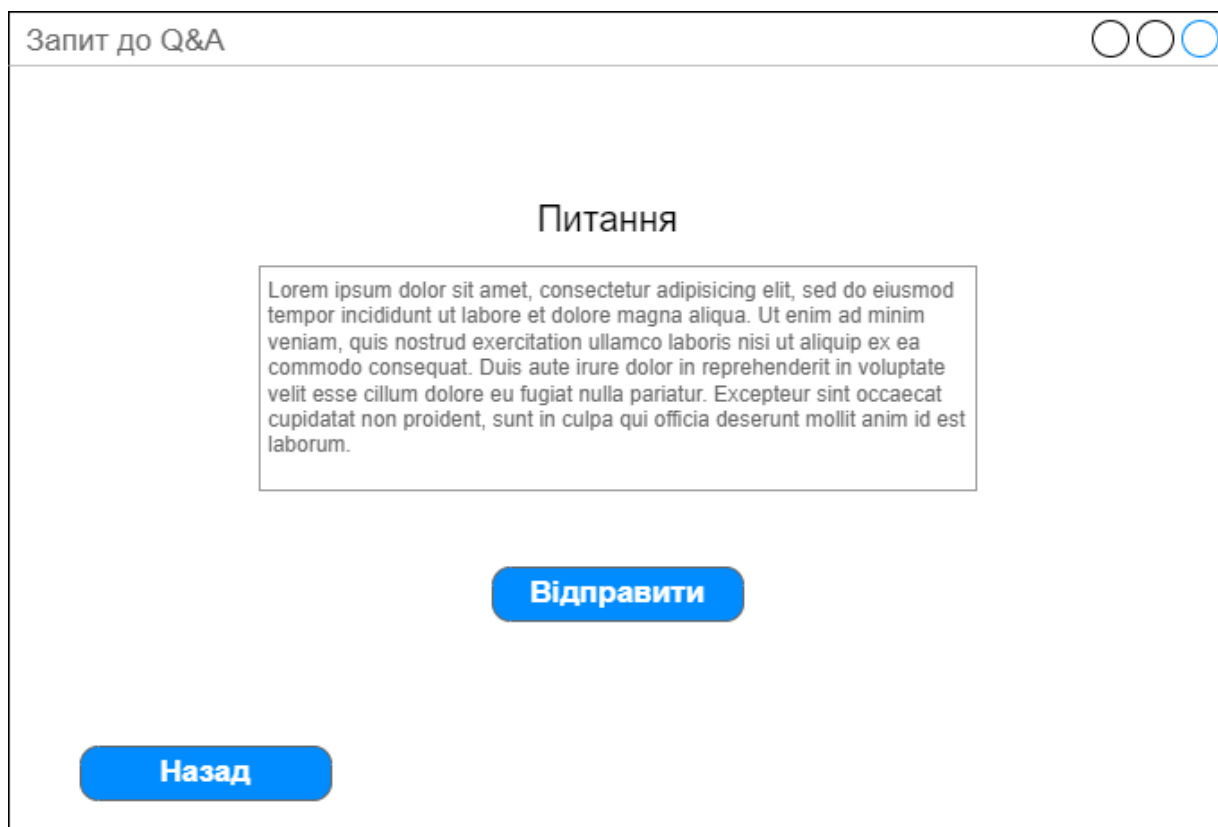 Запит до Q&A
Питання
Lorem ipsum dolor sit amet, consectetur adipisicing elit, sed do eiusmod
tempor incididunt ut labore et dolore magna aliqua. Ut enim ad minim
veniam, quis nostrud exercitation ullamco laboris nisi ut aliquip ex ea
commodo consequat. Duis aute irure dolor in reprehenderit in voluptate
velit esse cillum dolore eu fugiat nulla pariatur. Excepteur sint occaecat
cupidatat non proident, sunt in culpa qui officia deserunt mollit anim id est
laborum.
Відправити
Назад